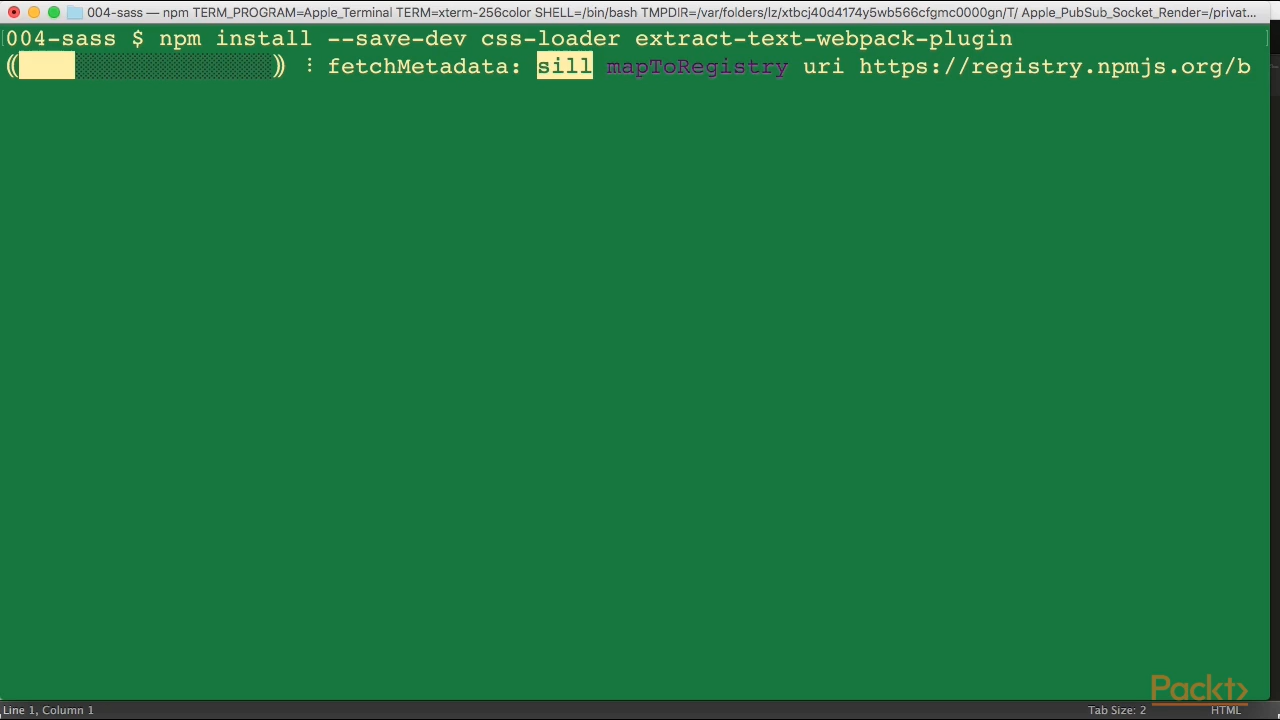 004-sass — npm TERM_PROGRAM=Apple_Terminal TERM=xterm-256color SHELL=/bin/bash TMPDIR=/var/folders/lz/xtbcj40d4174y5wb566cfgmc0000gn/T/ Apple_PubSub_Socket_Render=/privat...
004-sass $ npm install --save-dev css-loader extract-text-webpack-plugin
fetchMetadata: sill mapToRegistry uri https://registry.npmjs.org/b
Packt
Line 1, Column 1
Tab Size: 2
HTML